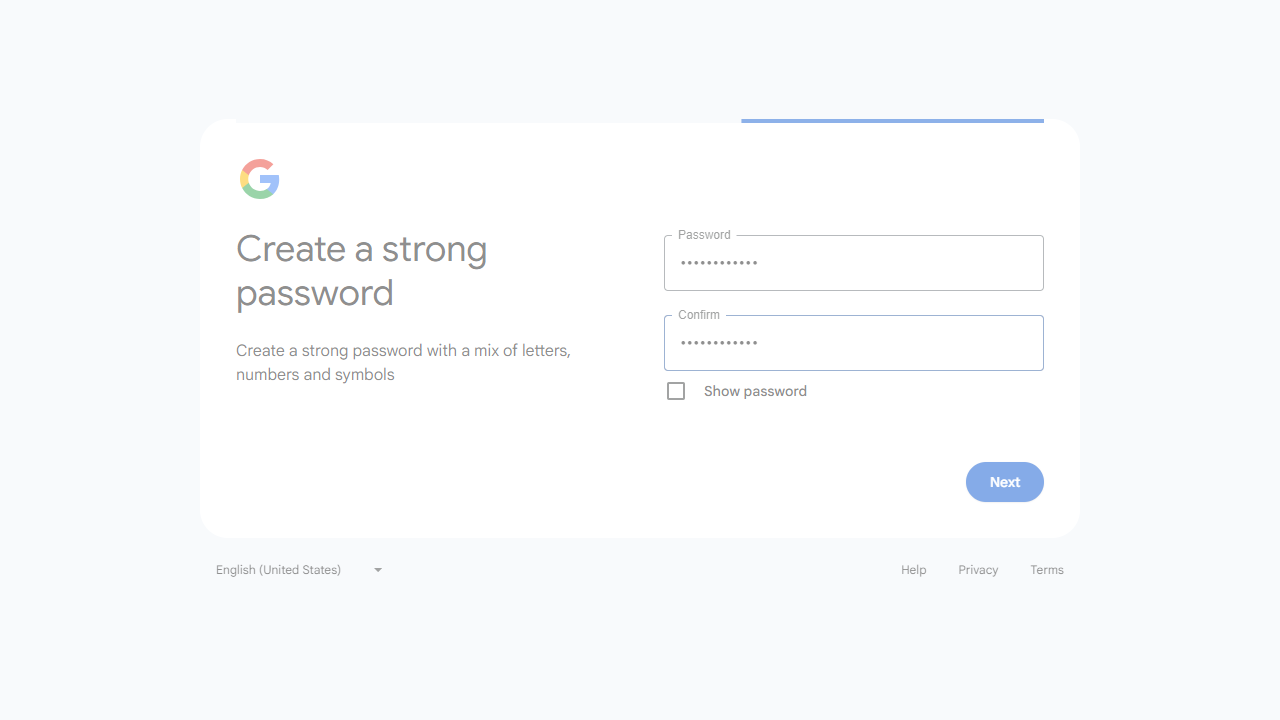 Create a strong
password
Create a strong password with a mix of letters,
numbers and symbols
Password
••••••••••••
Confirm
••••••••••••
Show password
Next
English (United States)
Help
Privacy
Terms